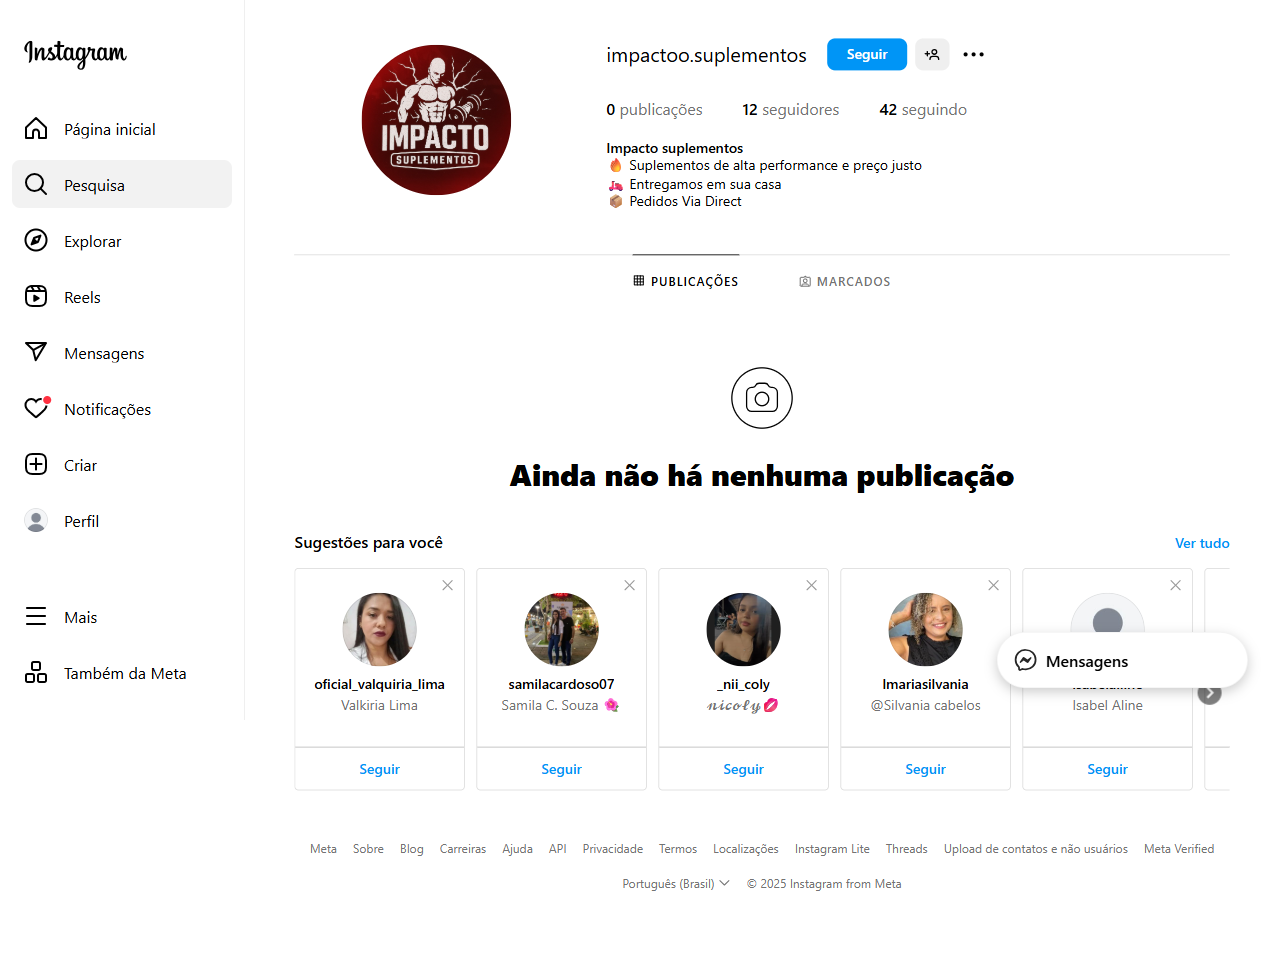 Instagram
Página inicial
Pesquisa
Explorar
Reels
Mensagens
Notificações
Criar
Perfil
Mais
Também da Meta
IMPACTO
SUPLEMENTOS
impactoo.suplementos
Seguir
0 publicações 12 seguidores 42 seguindo
Impacto suplementos
🔥 Suplementos de alta performance e preço justo
🛵 Entregamos em sua casa
📦 Pedidos Via Direct
PUBLICAÇÕES MARCADOS
Ainda não há nenhuma publicação
Sugestões para você Ver tudo
oficial_valquiria_lima samilacardoso07 _nii_coly lmariasilvania
Valkiria Lima Samila C. Souza 🌺 𝓷𝓲𝓬𝓸𝓵𝔂💋 @Silvania cabelos Isabel Aline
Seguir Seguir Seguir Seguir Seguir
Mensagens
Meta Sobre Blog Carreiras Ajuda API Privacidade Termos Localizações Instagram Lite Threads Upload de contatos e não usuários Meta Verified
Português (Brasil) © 2025 Instagram from Meta